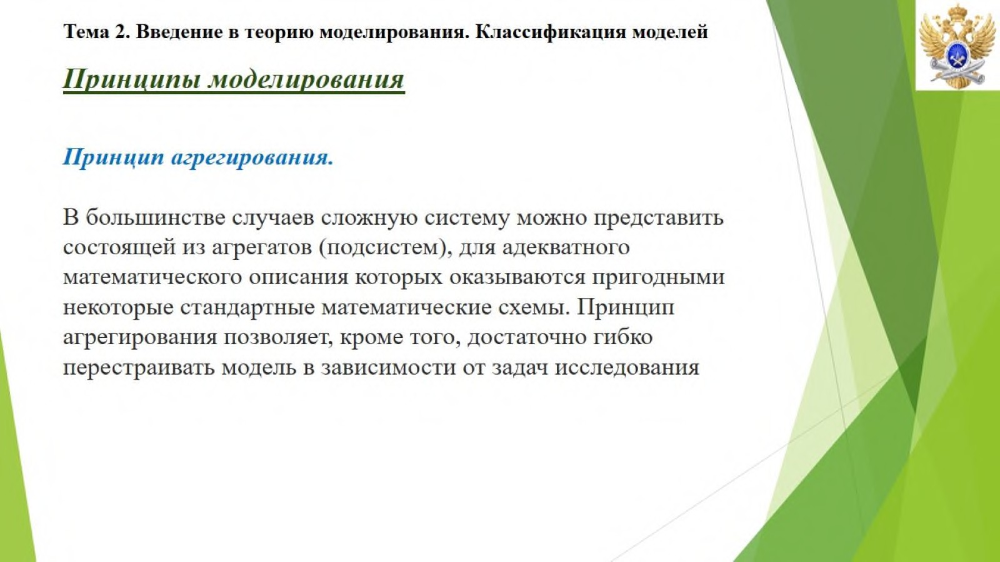 Тема 2. Введение в теорию моделирования. Классификация моделей
Принципы моделирования
Принцип агрегирования.
В большинстве случаев сложную систему можно представить
состоящей из агрегатов (подсистем), для адекватного
математического описания которых оказываются пригодными
некоторые стандартные математические схемы. Принцип
агрегирования позволяет, кроме того, достаточно гибко
перестраивать модель в зависимости от задач исследования